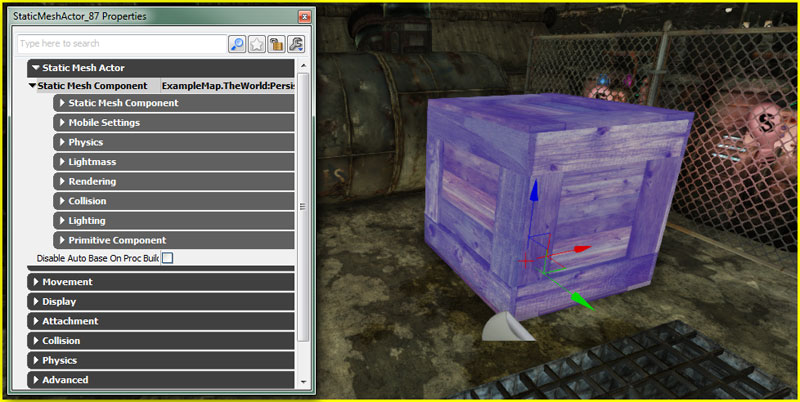 StaticMeshActor_87 Properties
Type here to search
Static Mesh Actor
Static Mesh Component ExampleMap.TheWorld:Persis
Static Mesh Component
Mobile Settings
Physics
Lightmass
Rendering
Collision
Lighting
Primitive Component
Disable Auto Base On Proc Build
Movement
Display
Attachment
Collision
Physics
Advanced
S
S